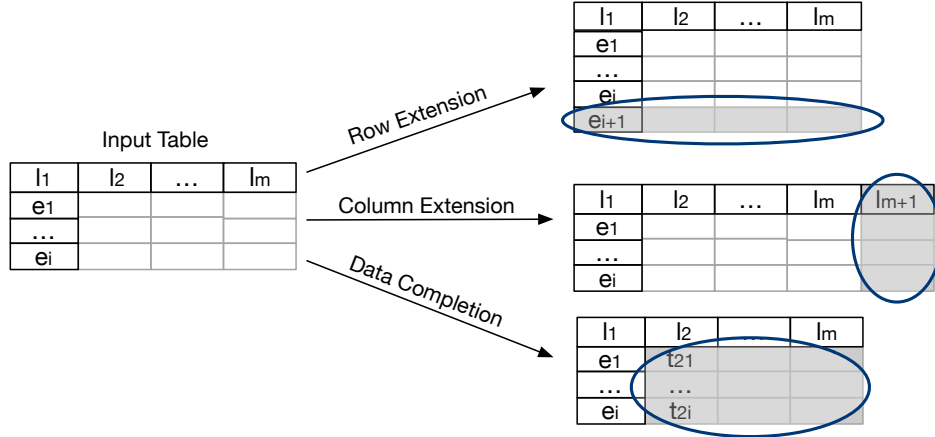 l1 l2 ... lm
e1
...
ei
ei+1
Row Extension
Input Table
l1 l2 ... lm
e1
...
ei
Column Extension
l1 l2 ... lm lm+1
e1
...
ei
Data Completion
l1 l2 ... lm
e1 t21
... ...
ei t2i